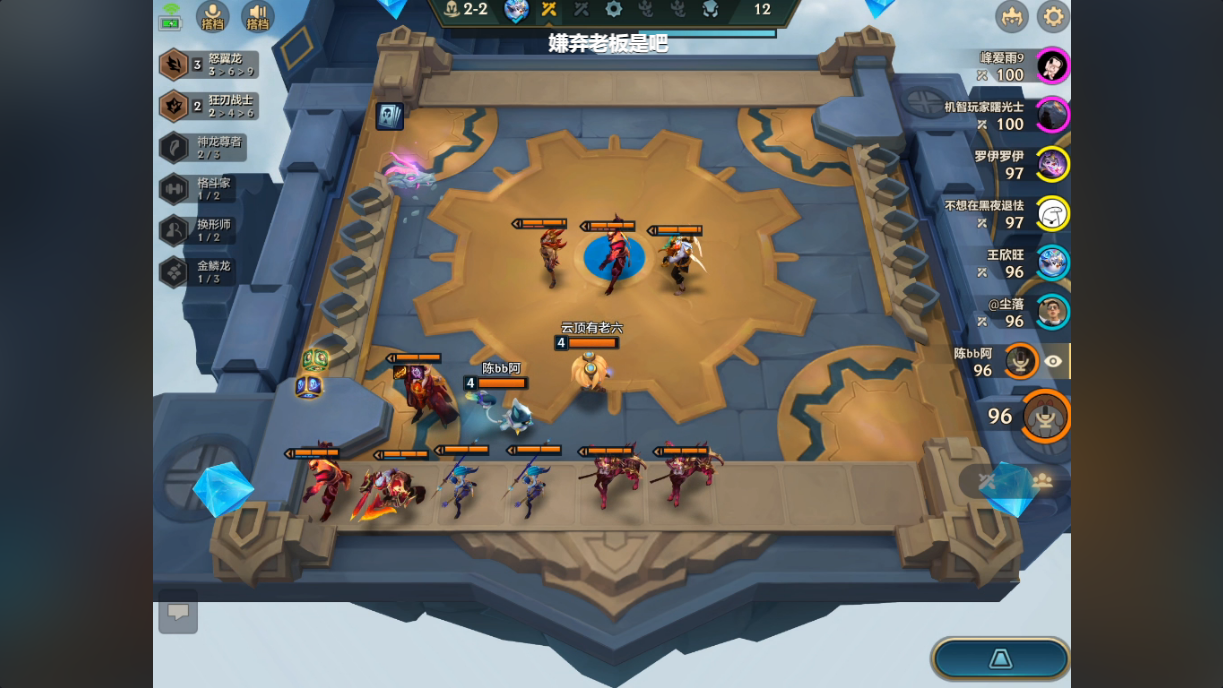 搭档
搭档
2-2
12
嫌弃老板是吧
3
怒翼龙
3 > 6 > 9
2
狂刃战士
2 > 4 > 6
神龙尊者
2 / 3
格斗家
1 / 2
换形师
1 / 2
金鳞龙
1 / 3
峰爱雨9
100
机智玩家曙光士
100
罗伊罗伊
97
不想在黑夜退怯
97
王欣旺
96
@尘落
96
陈bb阿
96
96
云顶有老六
4
陈bb阿
4